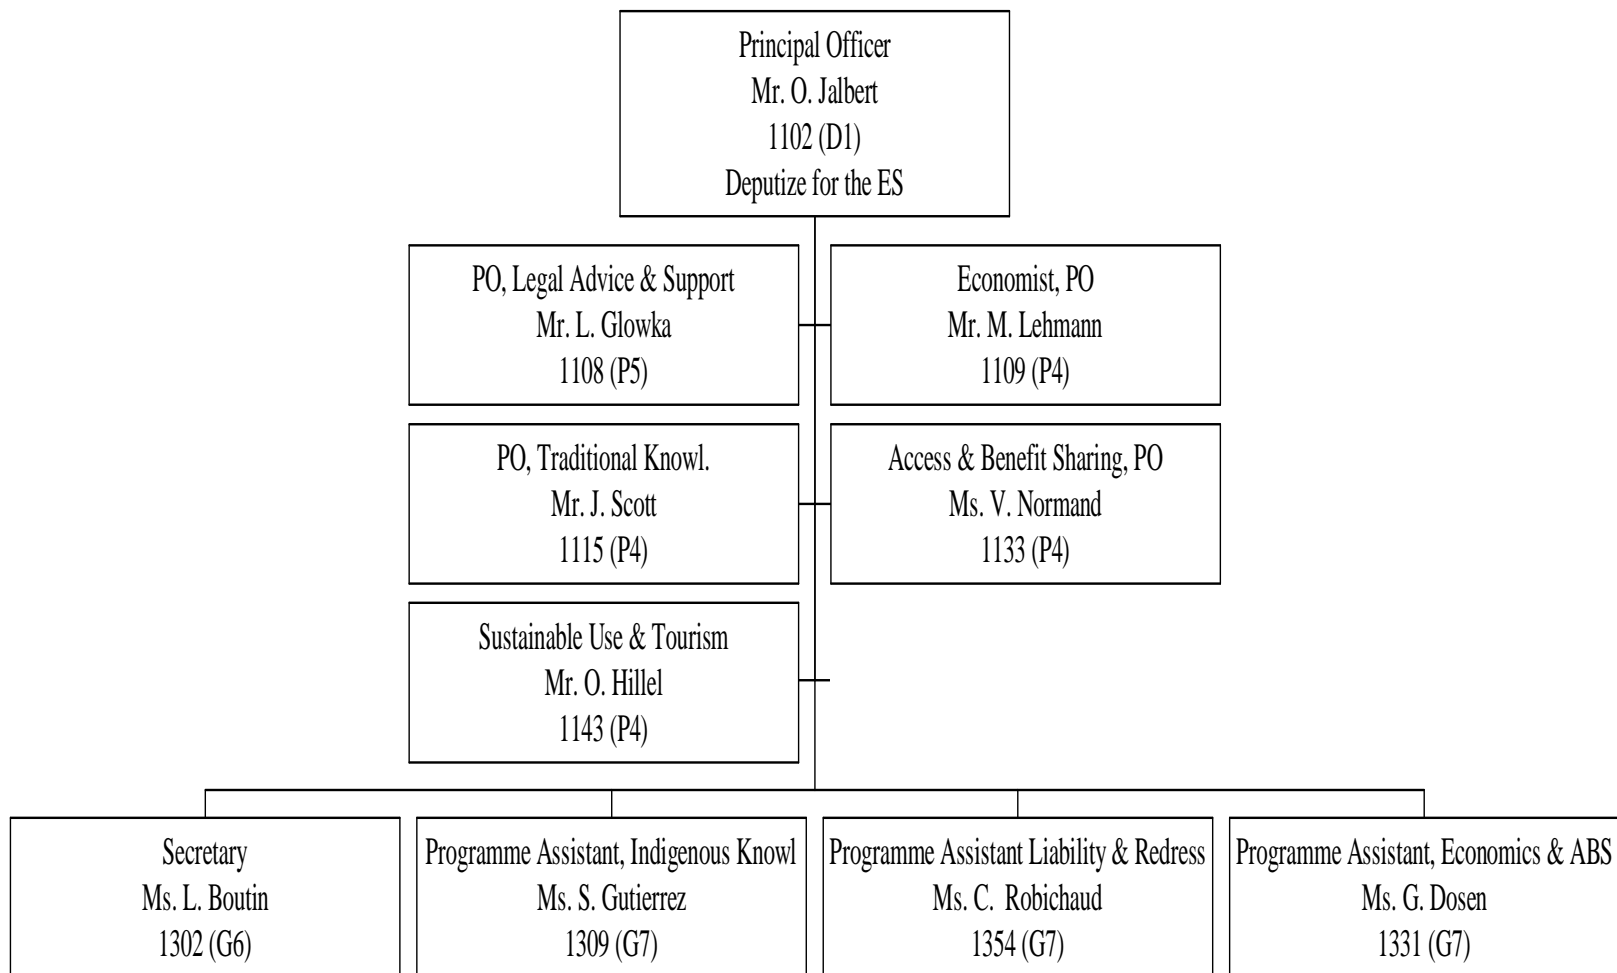 Principal Officer
Mr. O. Jalbert
1102 (D1)
Deputize for the ES
PO, Legal Advice & Support
Mr. L. Glowka
1108 (P5)
Economist, PO
Mr. M. Lehmann
1109 (P4)
PO, Traditional Knowl.
Mr. J. Scott
1115 (P4)
Access & Benefit Sharing, PO
Ms. V. Normand
1133 (P4)
Sustainable Use & Tourism
Mr. O. Hillel
1143 (P4)
Secretary
Ms. L. Boutin
1302 (G6)
Programme Assistant, Indigenous Knowl
Ms. S. Gutierrez
1309 (G7)
Programme Assistant Liability & Redress
Ms. C. Robichaud
1354 (G7)
Programme Assistant, Economics & ABS
Ms. G. Dosen
1331 (G7)